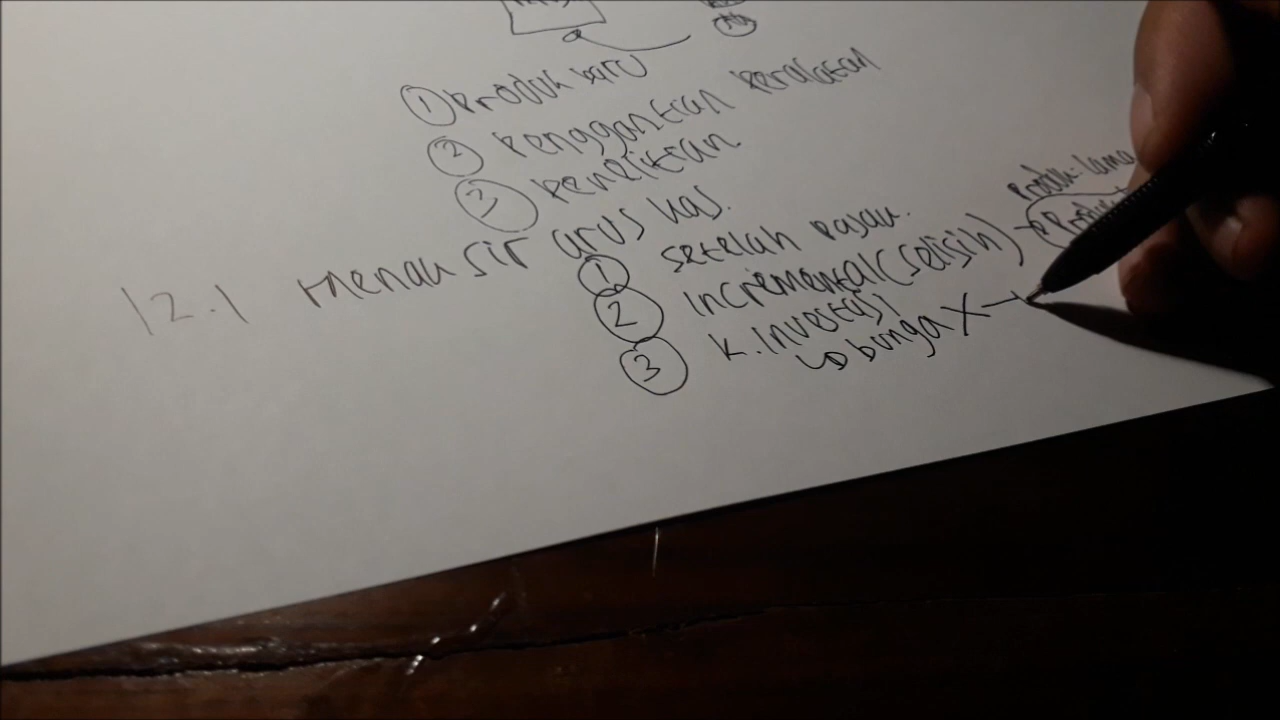 ① Produk baru
② Penggantian Peralatan
③ Penelitian
12.1 Menaksir arus kas.
① setelah pajak.
② Incremental (selisih) → Produk lama
Produk
③ K. Investasi
↳ bunga X →